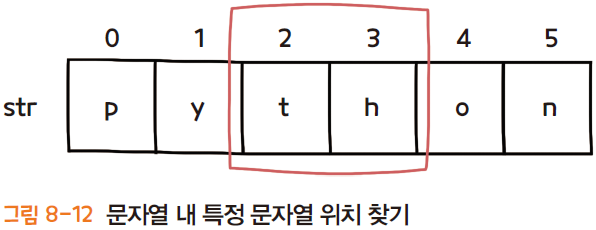 0 1 2 3 4 5
str p y t h o n
그림 8-12 문자열 내 특정 문자열 위치 찾기